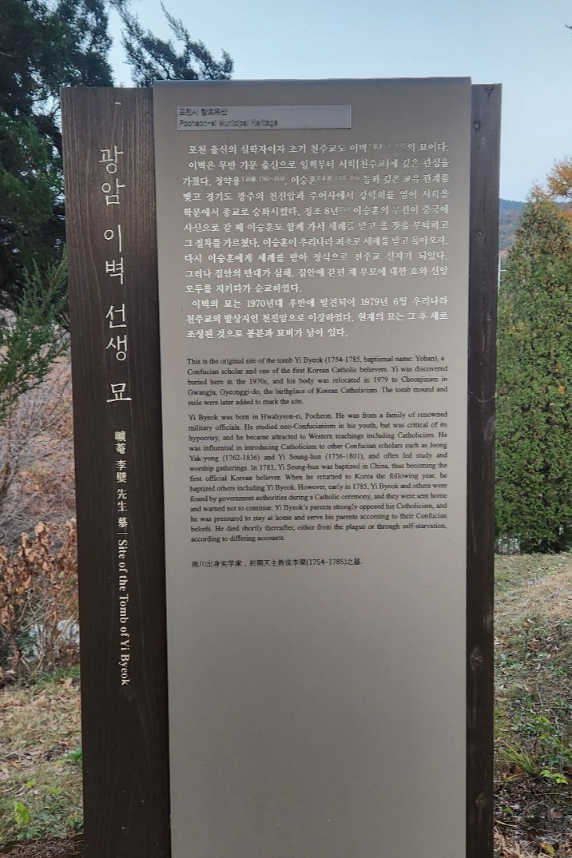 광암 이벽 선생 묘
曠菴 李檗 先生 墓 | Site of the Tomb of Yi Byeok
포천시 향토유산
Pocheon-si Municipal Heritage
포천 출신의 실학자이자 초기 천주교도 이벽의 묘이다.
이벽은 무반 가문 출신으로 일찍부터 서학[천주교]에 깊은 관심을
가졌다. 정약용, 이승훈 등과 깊은 교유 관계를
맺고 경기도 광주의 천진암과 주어사에서 강학회를 열어 서학을
학문에서 종교로 승화시켰다. 정조 8년 이승훈의 부친이 중국에
사신으로 갈 때 이승훈도 함께 가서 세례를 받고 올 것을 부탁하고
그 절차를 가르쳤다. 이승훈이 우리나라 최초로 세례를 받고 돌아오자,
다시 이승훈에게 세례를 받아 정식으로 천주교 신자가 되었다.
그러나 집안의 반대가 심해, 집안에 갇힌 채 부모에 대한 효와 신앙
모두를 지키다가 순교하였다.
이벽의 묘는 1970년대 후반에 발견되어 1979년 6월 우리나라
천주교의 발상지인 천진암으로 이장하였다. 현재의 묘는 그 후 새로
조성된 것으로 봉분과 묘비가 남아 있다.
This is the original site of the tomb Yi Byeok (1754-1785, baptismal name: Yohan), a
Confucian scholar and one of the first Korean Catholic believers. Yi was discovered
buried here in the 1970s, and his body was relocated in 1979 to Cheonjinam in
Gwangju, Gyeonggi-do, the birthplace of Korean Catholicism. The tomb mound and
stele were later added to mark the site.
Yi Byeok was born in Hwahyeon-ri, Pocheon. He was from a family of renowned
military officials. He studied neo-Confucianism in his youth, but was critical of its
hypocrisy, and he became attracted to Western teachings including Catholicism. He
was influential in introducing Catholicism to other Confucian scholars such as Jeong
Yak-yong (1762-1836) and Yi Seung-hun (1756-1801), and often led study and
worship gatherings. In 1783, Yi Seung-hun was baptized in China, thus becoming the
first official Korean believer. When he returned to Korea the following year, he
baptized others including Yi Byeok. However, early in 1785, Yi Byeok and others were
found by government authorities during a Catholic ceremony, and they were sent home
and warned not to continue. Yi Byeok's parents strongly opposed his Catholicism, and
he was pressured to stay at home and serve his parents according to their Confucian
beliefs. He died shortly thereafter, either from the plague or through self-starvation,
according to differing accounts.
抱川出身实学家，初期天主教徒李檗(1754-1785)之墓.